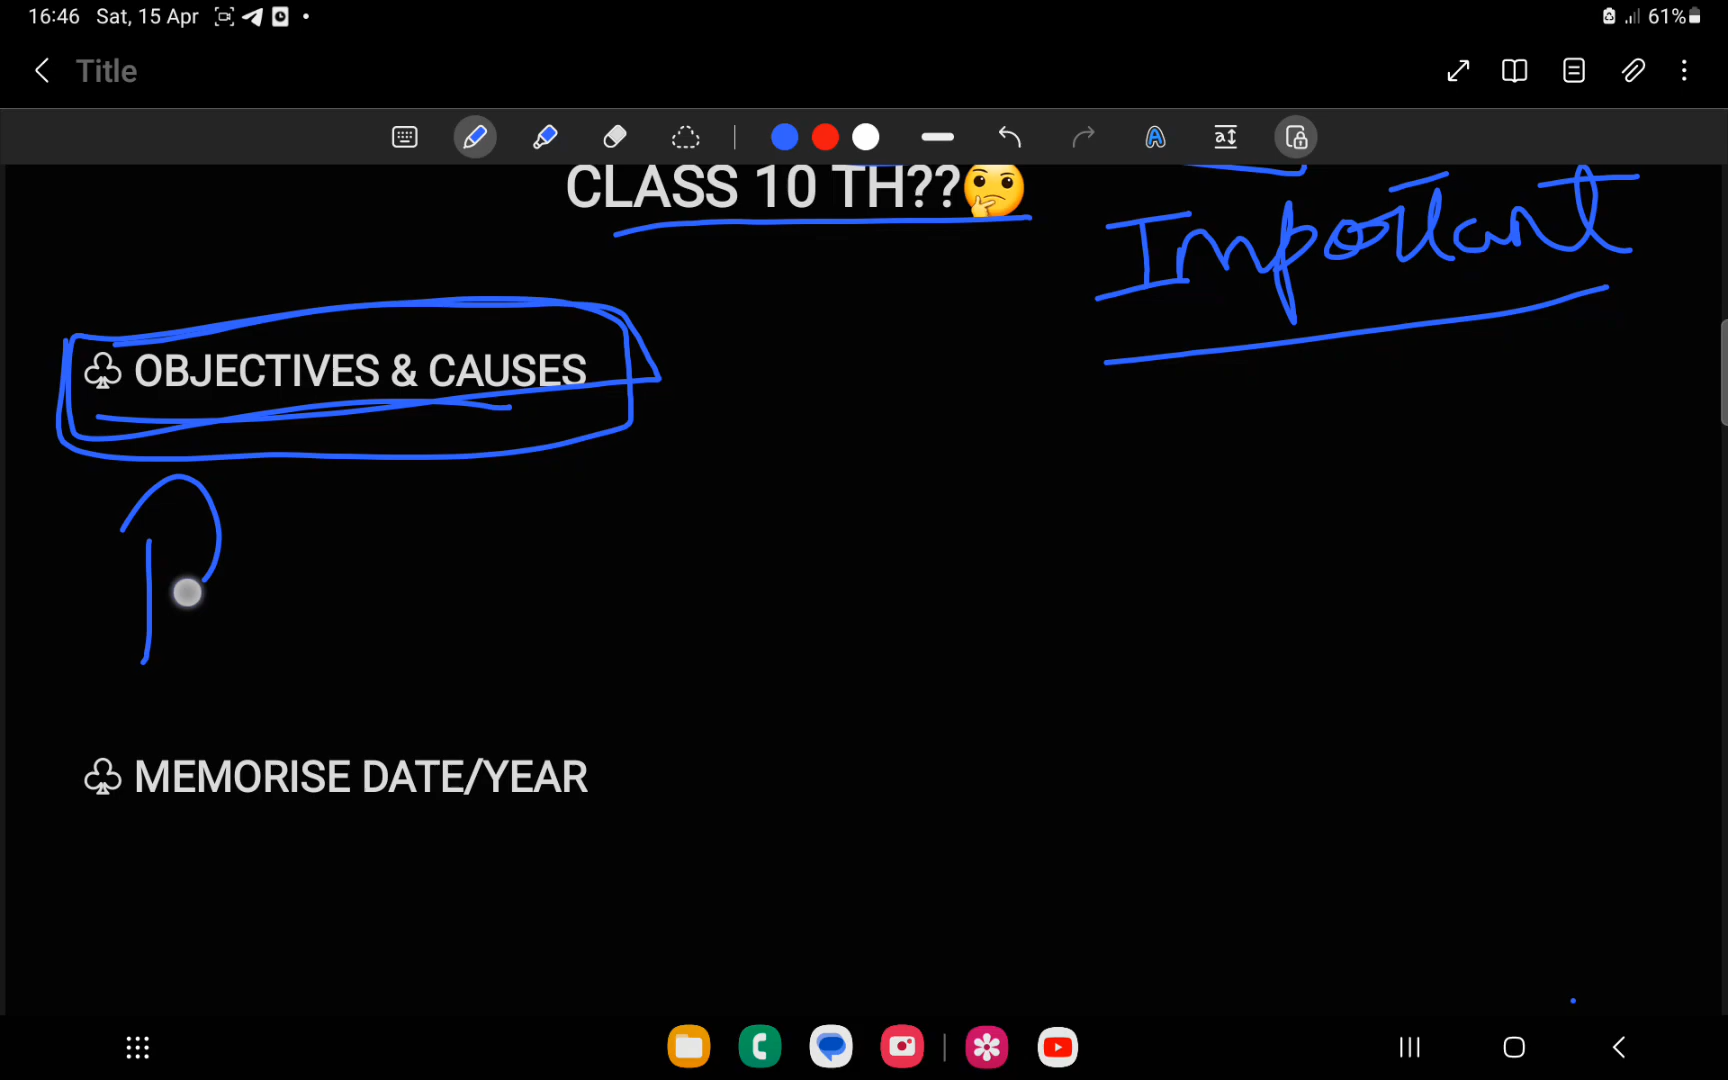 16:46 Sat, 15 Apr 61%
Title
CLASS 10 TH??🤔
Important
♧ OBJECTIVES & CAUSES
P
♧ MEMORISE DATE/YEAR